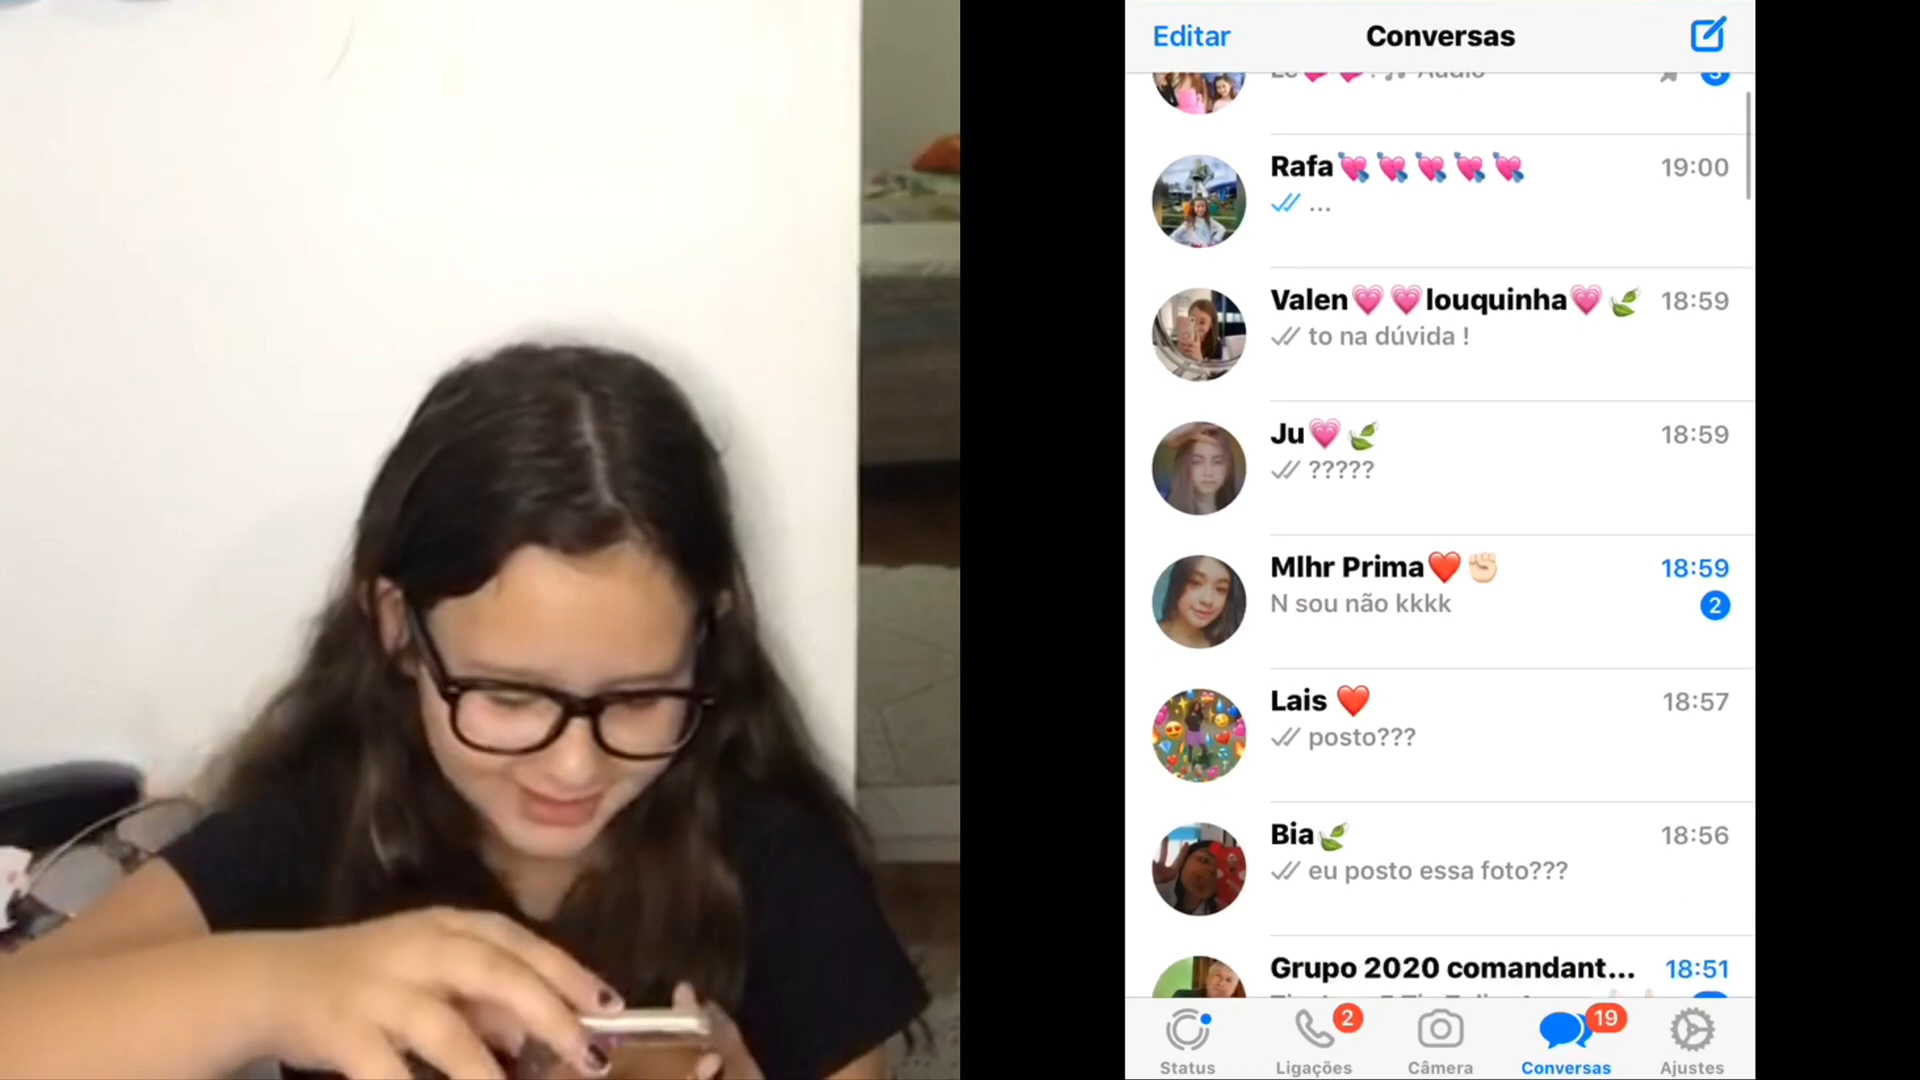 Editar
Conversas
Rafa💘💘💘💘💘
19:00
...
Valen💗💗louquinha💗🍃
18:59
to na dúvida !
Ju💗🍃
18:59
?????
Mlhr Prima❤️✊🏻
18:59
N sou não kkkk
2
Lais ❤️
18:57
posto???
Bia🍃
18:56
eu posto essa foto???
Grupo 2020 comandant...
18:51
2
19
Status
Ligações
Câmera
Conversas
Ajustes